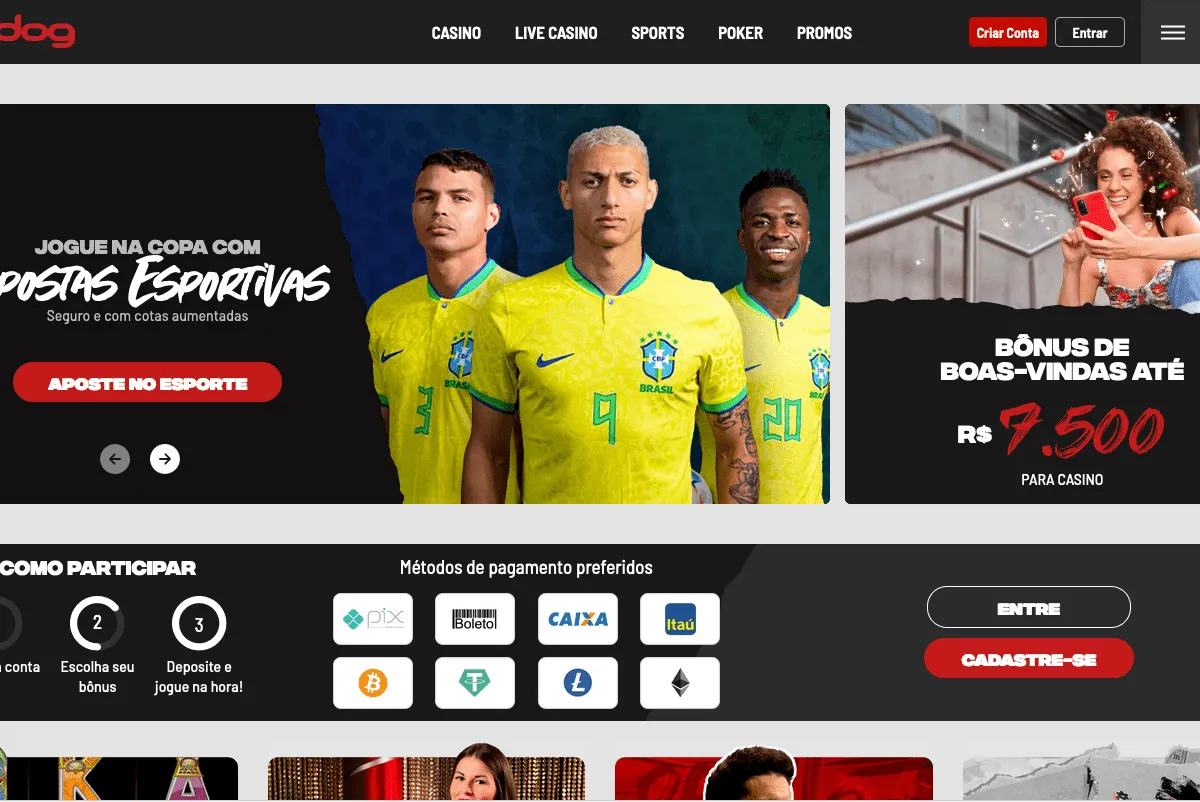 dog
CASINO
LIVE CASINO
SPORTS
POKER
PROMOS
Criar Conta
Entrar
JOGUE NA COPA COM
POSTAS ESPORTIVAS
Seguro e com cotas aumentadas
APOSTE NO ESPORTE
CBF
BRASIL
3
9
20
BRASIL
BRASIL
BÔNUS DE
BOAS-VINDAS ATÉ
R$ 7.500
PARA CASINO
COMO PARTICIPAR
2
3
conta
Escolha seu
bônus
Deposite e
jogue na hora!
Métodos de pagamento preferidos
pix
Boleto
CAIXA
Itaú
ENTRE
CADASTRE-SE
K
A